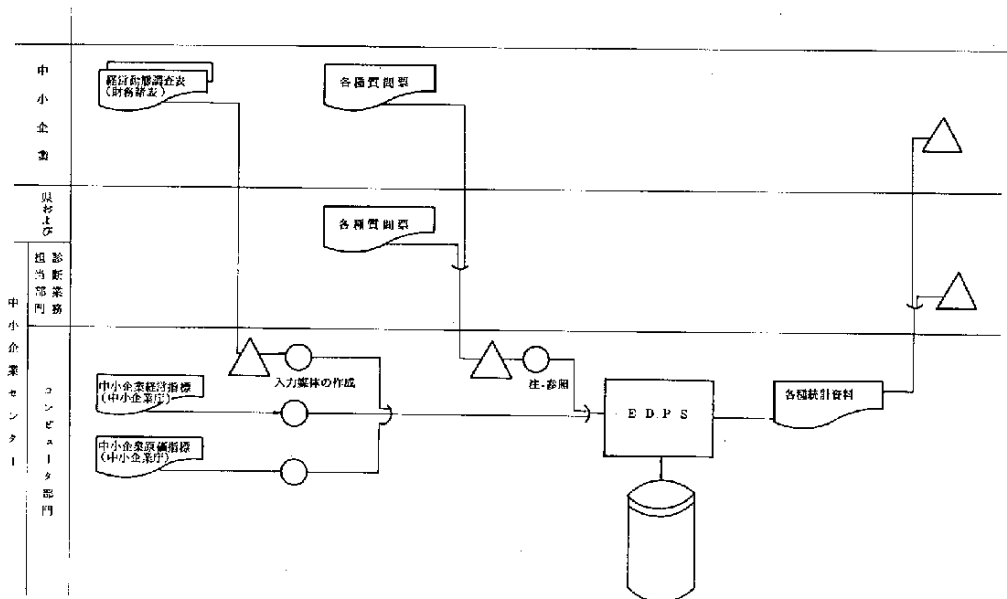 中小企業
経営動態調査表
(財務諸表)
各種質問票
県および
各種質問票
中小企業センター
診断業務
担当部門
コンピュータ部門
中小企業経営指標
(中小企業庁)
入力媒体の作成
注・参照
中小企業原価指標
(中小企業庁)
EDPS
各種統計資料